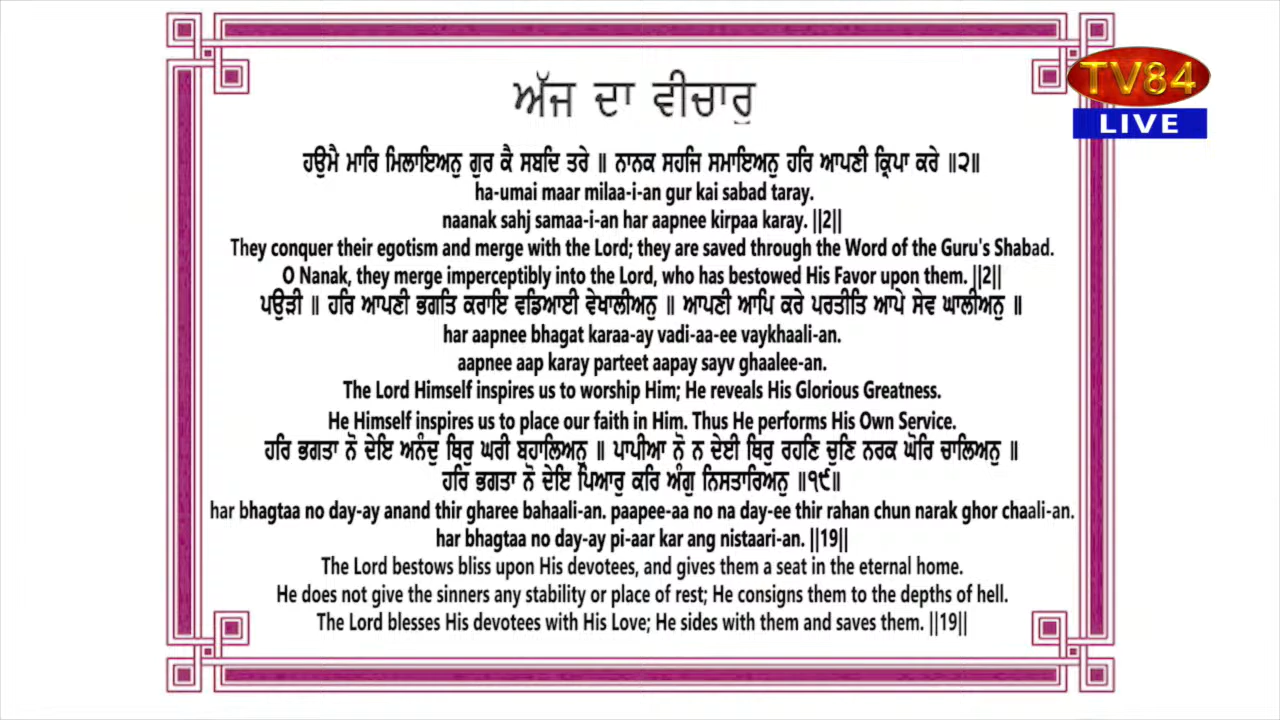 ਅੱਜ ਦਾ ਵੀਚਾਰੁ
TV84
LIVE
ਹਉਮੈ ਮਾਰਿ ਮਿਲਾਇਅਨੁ ਗੁਰ ਕੈ ਸਬਦਿ ਤਰੇ ॥ ਨਾਨਕ ਸਹਜਿ ਸਮਾਇਅਨੁ ਹਰਿ ਆਪਣੀ ਕ੍ਰਿਪਾ ਕਰੇ ॥੨॥
ha-umai maar milaa-i-an gur kai sabad taray.
naanak sahj samaa-i-an har aapnee kirpaa karay. ||2||
They conquer their egotism and merge with the Lord; they are saved through the Word of the Guru's Shabad.
O Nanak, they merge imperceptibly into the Lord, who has bestowed His Favor upon them. ||2||
ਪਉੜੀ ॥ ਹਰਿ ਆਪਣੀ ਭਗਤਿ ਕਰਾਇ ਵਡਿਆਈ ਵੇਖਾਲੀਅਨੁ ॥ ਆਪਣੀ ਆਪਿ ਕਰੇ ਪਰਤੀਤਿ ਆਪੇ ਸੇਵ ਘਾਲੀਅਨੁ ॥
har aapnee bhagat karaa-ay vadi-aa-ee vaykhaali-an.
aapnee aap karay parteet aapay sayv ghaalee-an.
The Lord Himself inspires us to worship Him; He reveals His Glorious Greatness.
He Himself inspires us to place our faith in Him. Thus He performs His Own Service.
ਹਰਿ ਭਗਤਾ ਨੋ ਦੇਇ ਅਨੰਦੁ ਥਿਰੁ ਘਰੀ ਬਹਾਲਿਅਨੁ ॥ ਪਾਪੀਆ ਨੋ ਨ ਦੇਈ ਥਿਰੁ ਰਹਣਿ ਚੁਣਿ ਨਰਕ ਘੋਰਿ ਚਾਲਿਅਨੁ ॥
ਹਰਿ ਭਗਤਾ ਨੋ ਦੇਇ ਪਿਆਰੁ ਕਰਿ ਅੰਗੁ ਨਿਸਤਾਰਿਅਨੁ ॥੧੯॥
har bhagtaa no day-ay anand thir gharee bahaali-an. paapee-aa no na day-ee thir rahan chun narak ghor chaali-an.
har bhagtaa no day-ay pi-aar kar ang nistaari-an. ||19||
The Lord bestows bliss upon His devotees, and gives them a seat in the eternal home.
He does not give the sinners any stability or place of rest; He consigns them to the depths of hell.
The Lord blesses His devotees with His Love; He sides with them and saves them. ||19||